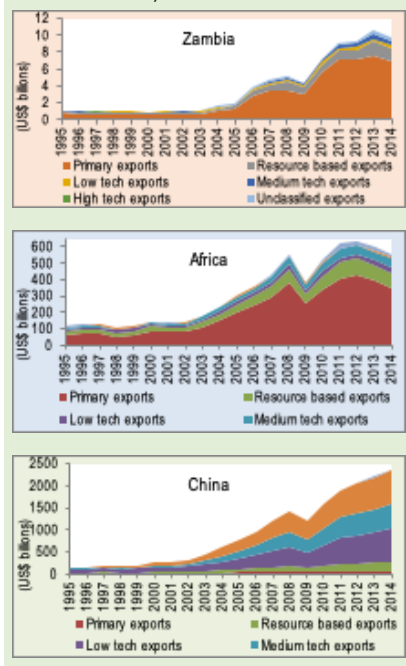 Zambia
(US$ billions)
12
10
8
6
4
2
0
1995 1996 1997 1998 1999 2000 2001 2002 2003 2004 2005 2006 2007 2008 2009 2010 2011 2012 2013 2014
Primary exports Resource based exports
Low tech exports Medium tech exports
High tech exports Unclassified exports
Africa
(US$ billions)
600
500
400
300
200
100
0
1995 1996 1997 1998 1999 2000 2001 2002 2003 2004 2005 2006 2007 2008 2009 2010 2011 2012 2013 2014
Primary exports Resource based exports
Low tech exports Medium tech exports
China
(US$ billions)
2500
2000
1500
1000
500
0
1995 1996 1997 1998 1999 2000 2001 2002 2003 2004 2005 2006 2007 2008 2009 2010 2011 2012 2013 2014
Primary exports Resource based exports
Low tech exports Medium tech exports